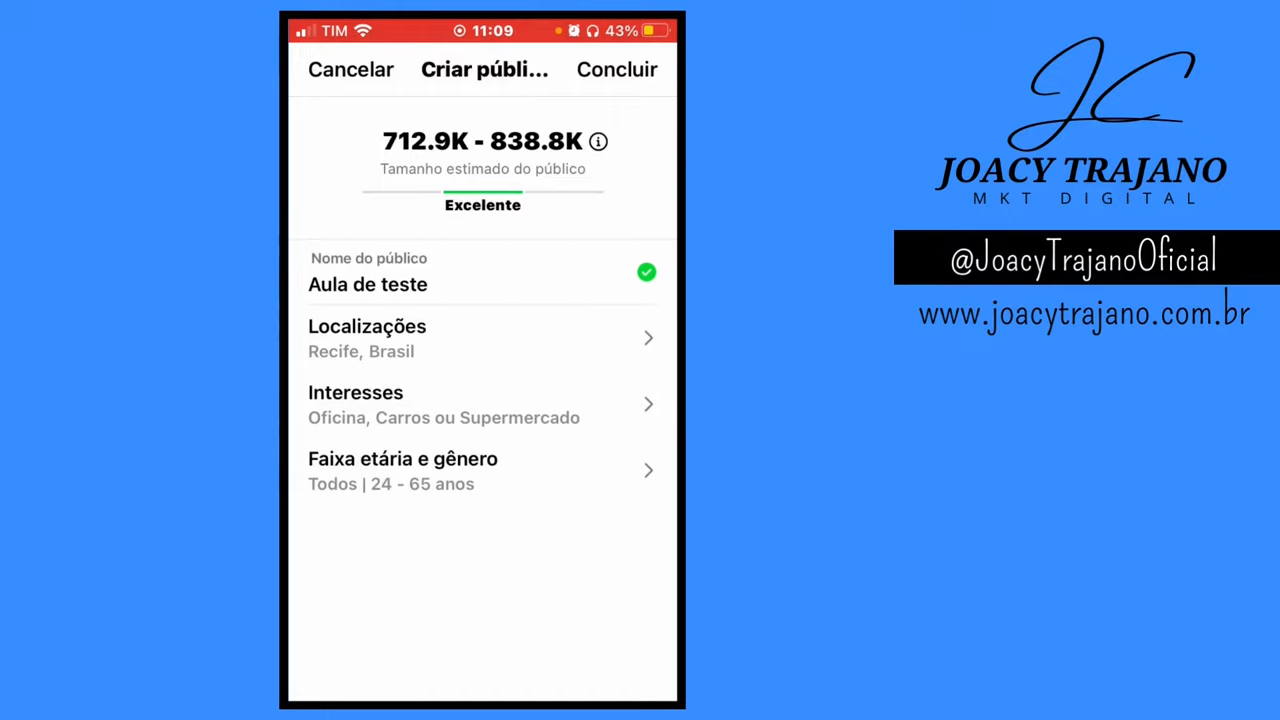 TIM 11:09 43%
Cancelar Criar públi... Concluir
712.9K - 838.8K
Tamanho estimado do público
Excelente
Nome do público
Aula de teste
Localizações
Recife, Brasil
Interesses
Oficina, Carros ou Supermercado
Faixa etária e gênero
Todos | 24 - 65 anos
JC
JOACY TRAJANO
MKT DIGITAL
@JoacyTrajanoOficial
www.joacytrajano.com.br